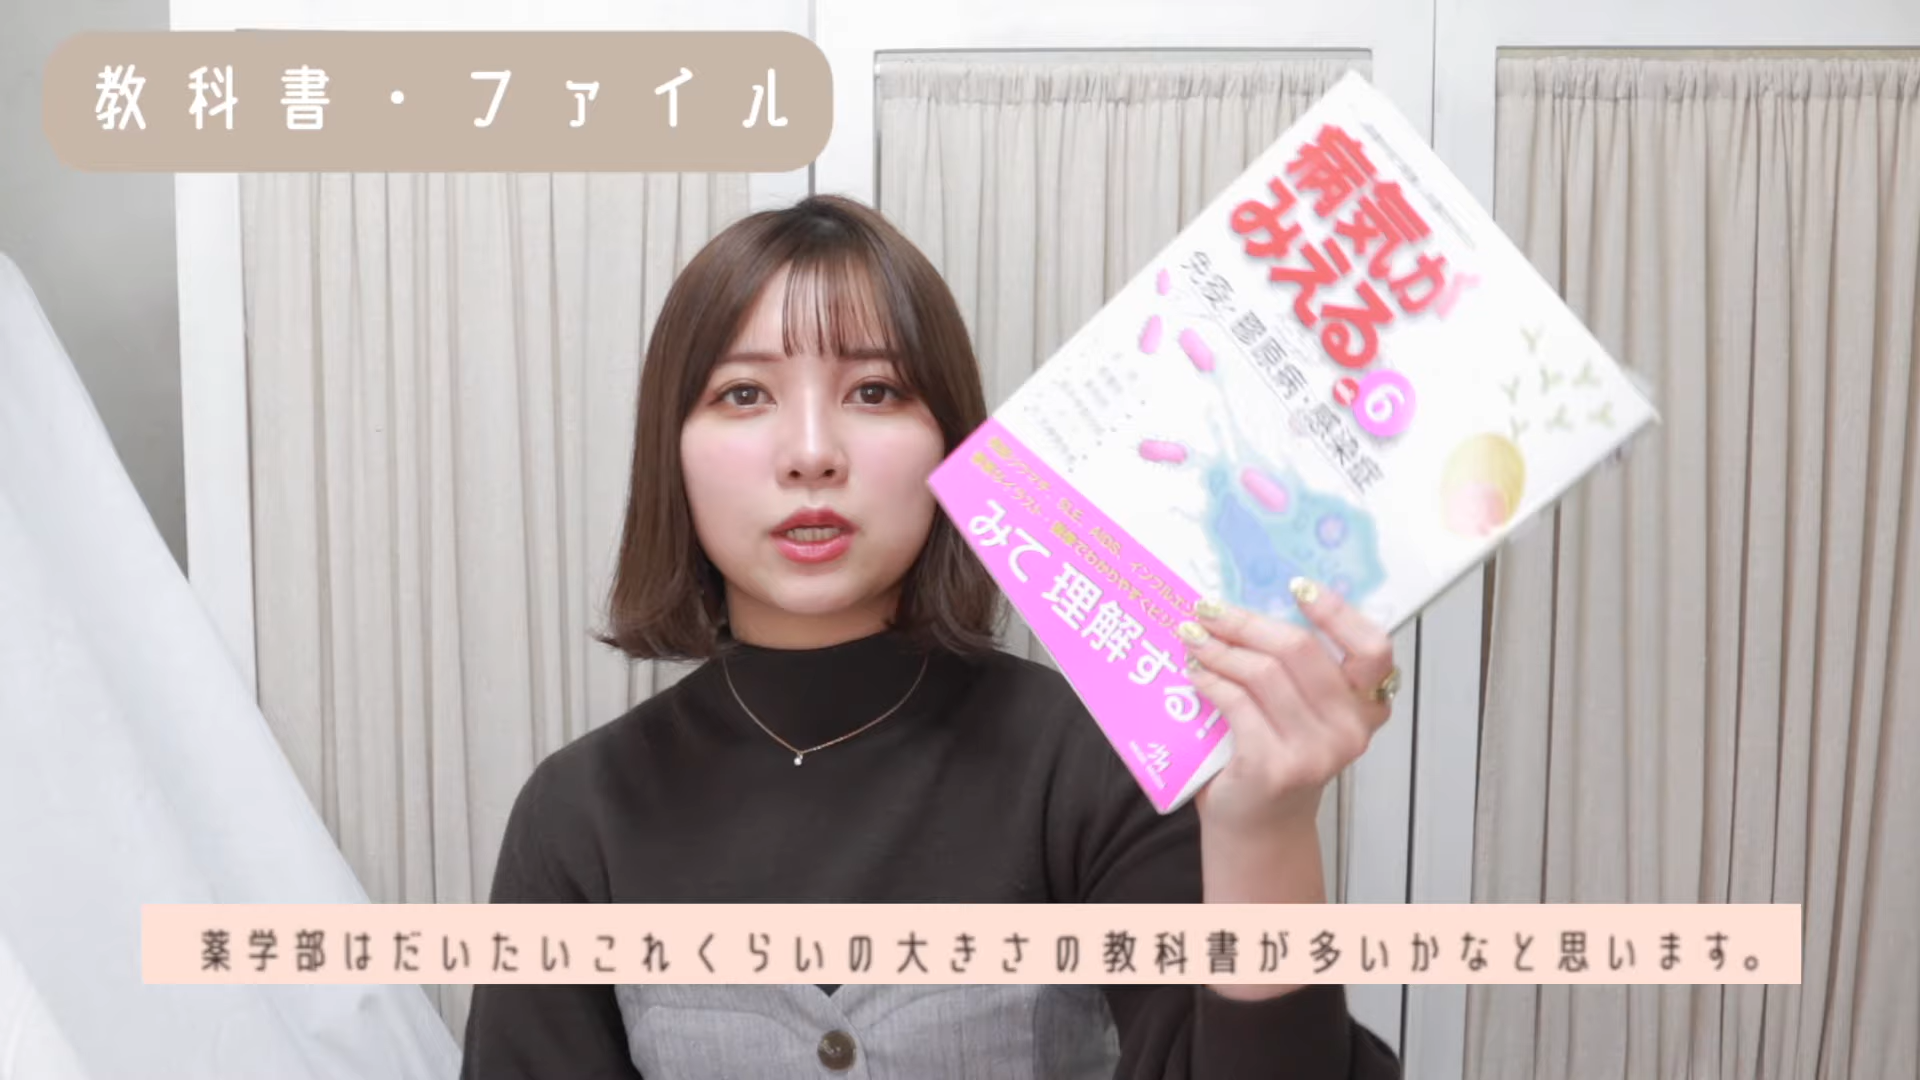 教科書・ファイル
病気が
みえる
vol.6
免疫・膠原病・感染症
みて 理解する!!
薬学部はだいたいこれくらいの大きさの教科書が多いかなと思います。